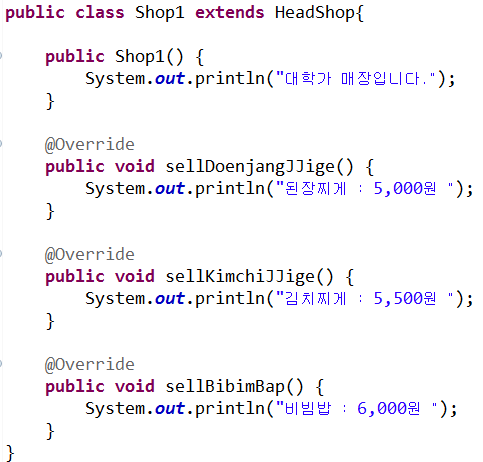 public class Shop1 extends HeadShop{
public Shop1() {
System.out.println("대학가 매장입니다.");
}
@Override
public void sellDoenjangJJige() {
System.out.println("된장찌게 : 5,000원 ");
}
@Override
public void sellKimchiJJige() {
System.out.println("김치찌게 : 5,500원 ");
}
@Override
public void sellBibimBap() {
System.out.println("비빔밥 : 6,000원 ");
}
}